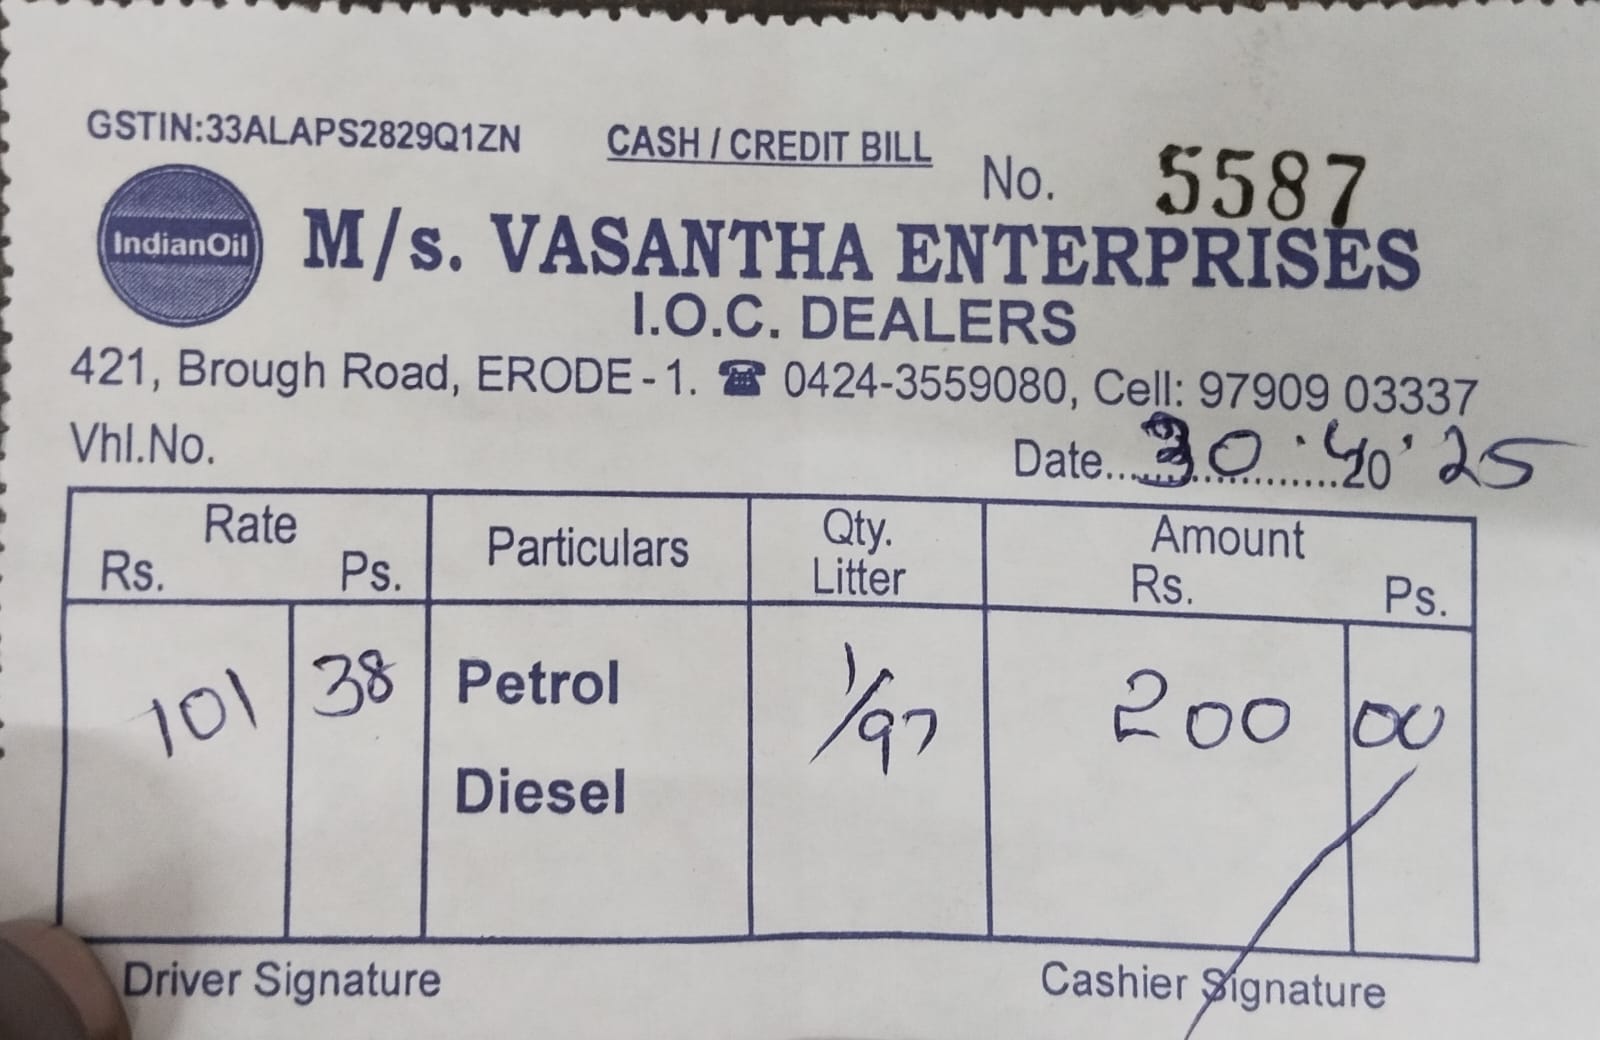 GSTIN:33ALAPS2829Q1ZN CASH / CREDIT BILL
No. 5587
IndianOil
M/s. VASANTHA ENTERPRISES
I.O.C. DEALERS
421, Brough Road, ERODE - 1. ☎ 0424-3559080, Cell: 97909 03337
Vhl.No. Date.....30.4.20'25
Rate Particulars Qty. Litter Amount
Rs. Ps. Rs. Ps.
101 38 Petrol 1/97 200 00
Diesel
Driver Signature Cashier Signature